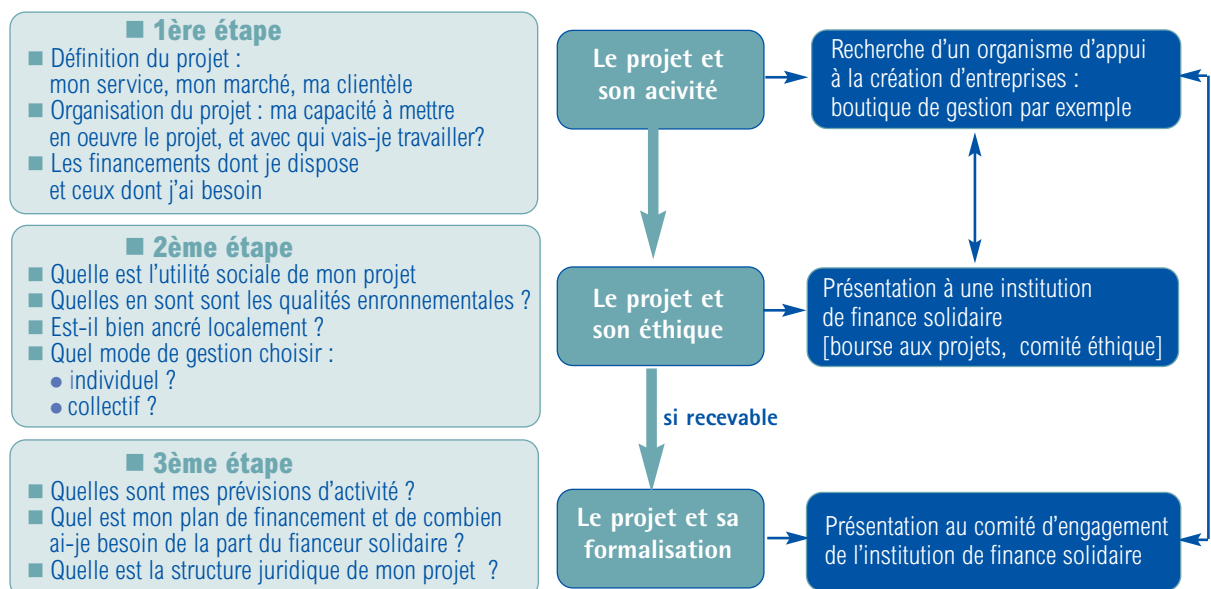 ■ 1ère étape
■ Définition du projet :
mon service, mon marché, ma clientèle
■ Organisation du projet : ma capacité à mettre
en oeuvre le projet, et avec qui vais-je travailler?
■ Les financements dont je dispose
et ceux dont j'ai besoin
Le projet et
son acivité
Recherche d'un organisme d'appui
à la création d'entreprises :
boutique de gestion par exemple
■ 2ème étape
■ Quelle est l'utilité sociale de mon projet
■ Quelles en sont sont les qualités enronnementales ?
■ Est-il bien ancré localement ?
■ Quel mode de gestion choisir :
● individuel ?
● collectif ?
Le projet et
son éthique
Présentation à une institution
de finance solidaire
[bourse aux projets, comité éthique]
si recevable
■ 3ème étape
■ Quelles sont mes prévisions d'activité ?
■ Quel est mon plan de financement et de combien
ai-je besoin de la part du fianceur solidaire ?
■ Quelle est la structure juridique de mon projet ?
Le projet et sa
formalisation
Présentation au comité d'engagement
de l'institution de finance solidaire